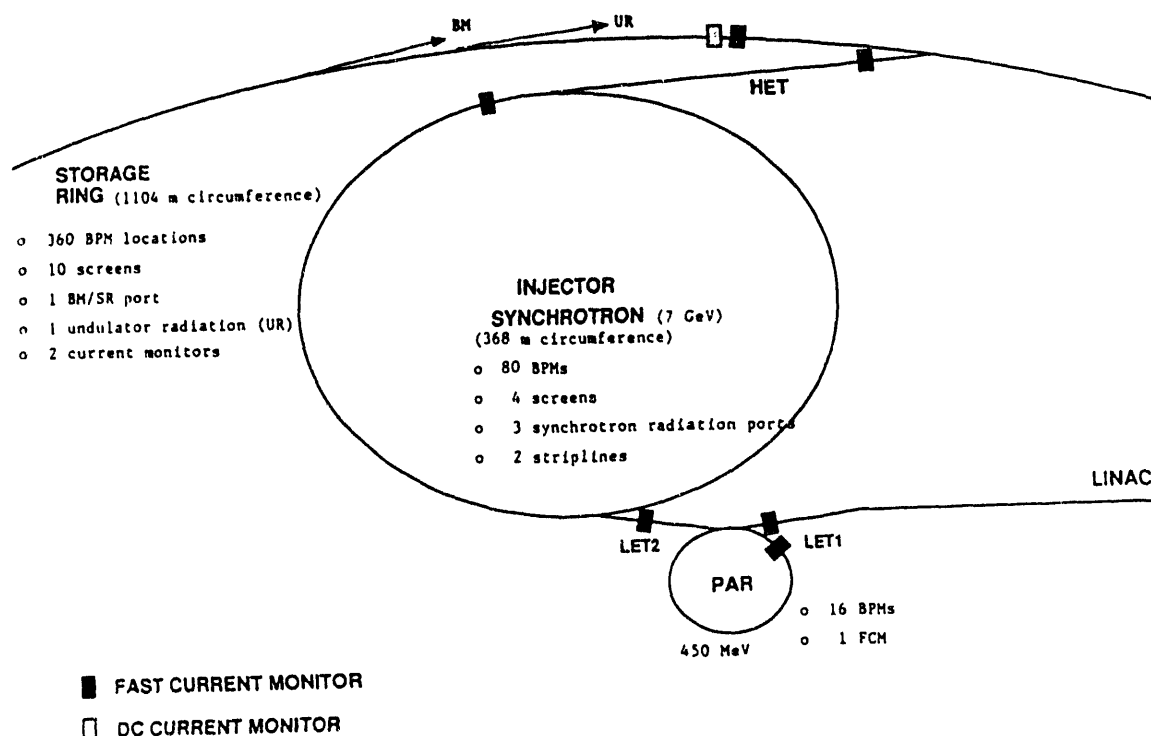 BM
UR
HET
STORAGE
RING (1104 m circumference)
o 360 BPM locations
o 10 screens
o 1 BM/SR port
o 1 undulator radiation (UR)
o 2 current monitors
INJECTOR
SYNCHROTRON (7 GeV)
(368 m circumference)
o 80 BPMs
o 4 screens
o 3 synchrotron radiation ports
o 2 striplines
LINAC
LET2
LET1
PAR
o 16 BPMs
o 1 FCM
450 MeV
FAST CURRENT MONITOR
DC CURRENT MONITOR